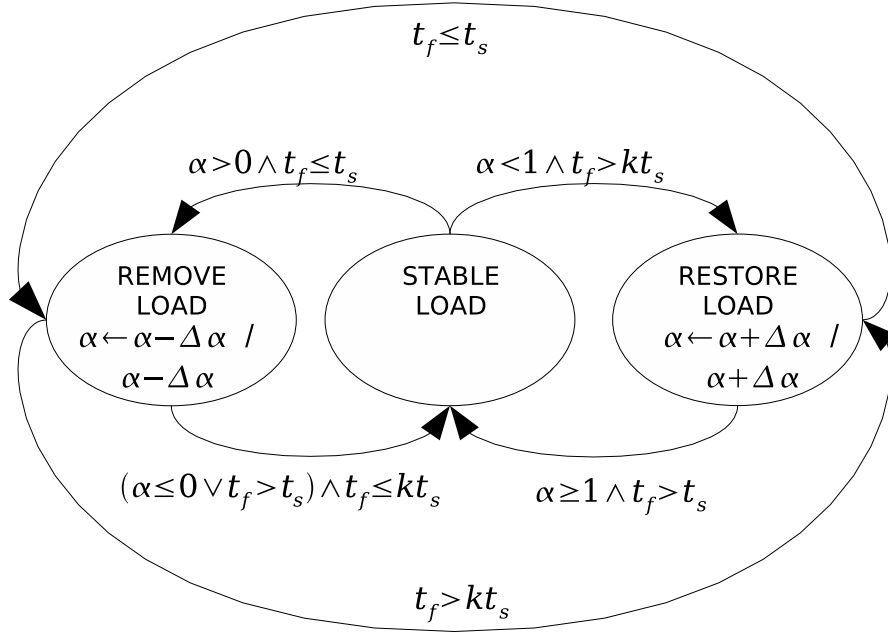 t_f≤t_s
α>0∧t_f≤t_s
α<1∧t_f>kt_s
REMOVE
LOAD
α←α−Δα /
α−Δα
STABLE
LOAD
RESTORE
LOAD
α←α+Δα /
α+Δα
(α≤0∨t_f>t_s)∧t_f≤kt_s
α≥1∧t_f>t_s
t_f>kt_s